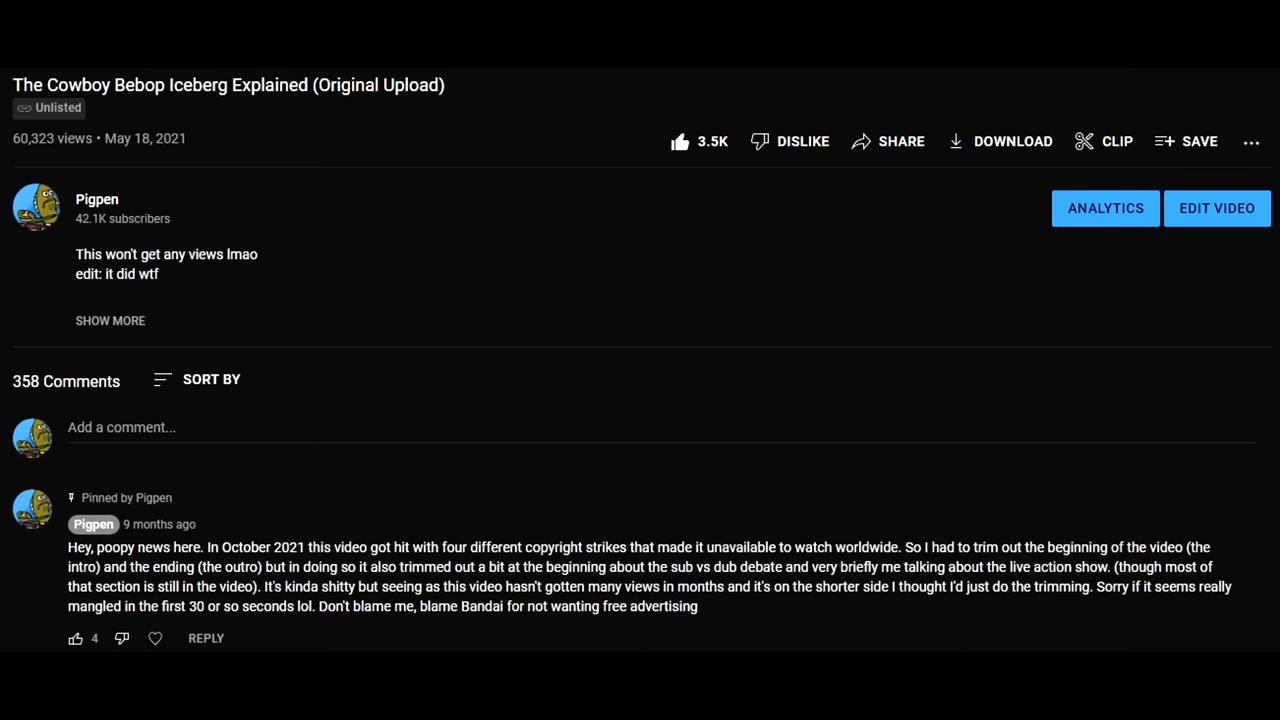 The Cowboy Bebop Iceberg Explained (Original Upload)
Unlisted
60,323 views • May 18, 2021
3.5K DISLIKE SHARE DOWNLOAD CLIP SAVE ...
Pigpen
42.1K subscribers
ANALYTICS EDIT VIDEO
This won't get any views lmao
edit: it did wtf
SHOW MORE
358 Comments SORT BY
Add a comment...
Pinned by Pigpen
Pigpen 9 months ago
Hey, poopy news here. In October 2021 this video got hit with four different copyright strikes that made it unavailable to watch worldwide. So I had to trim out the beginning of the video (the
intro) and the ending (the outro) but in doing so it also trimmed out a bit at the beginning about the sub vs dub debate and very briefly me talking about the live action show. (though most of
that section is still in the video). It's kinda shitty but seeing as this video hasn't gotten many views in months and it's on the shorter side I thought I'd just do the trimming. Sorry if it seems really
mangled in the first 30 or so seconds lol. Don't blame me, blame Bandai for not wanting free advertising
4 REPLY